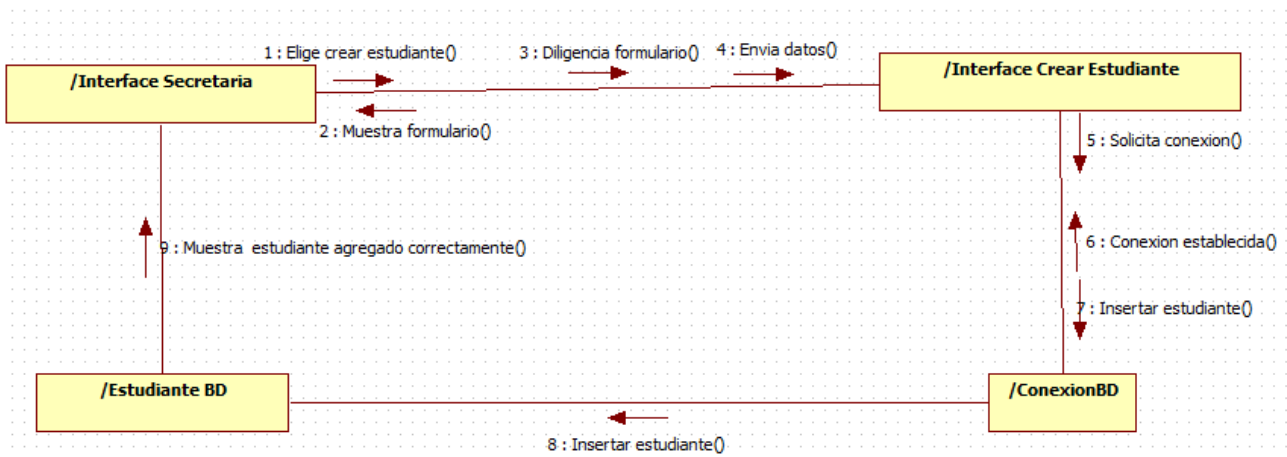 1 : Elige crear estudiante()
3 : Diligencia formulario()
4 : Envia datos()
/Interface Secretaria
/Interface Crear Estudiante
2 : Muestra formulario()
5 : Solicita conexion()
9 : Muestra  estudiante agregado correctamente()
6 : Conexion establecida()
7 : Insertar estudiante()
/Estudiante BD
/ConexionBD
8 : Insertar estudiante()